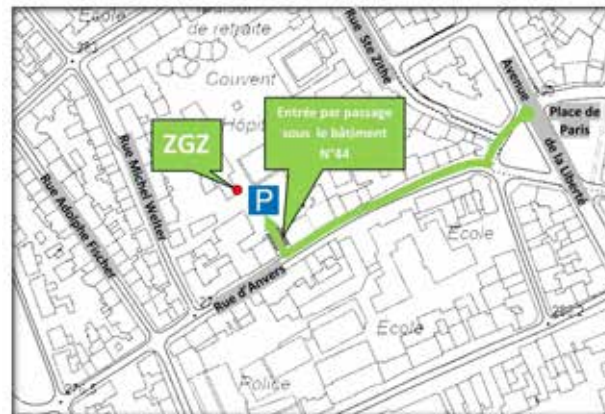 Ecole
de retraite
Couvent
Hôpit
Rue Ste Zithe
Avenue
de la Liberté
Place de
Paris
Entrée par passage
sous le bâtiment
N°44
ZGZ
P
Rue Michel Welter
Rue Adolphe Fischer
Rue d'Anvers
Ecole
Ecole
Police